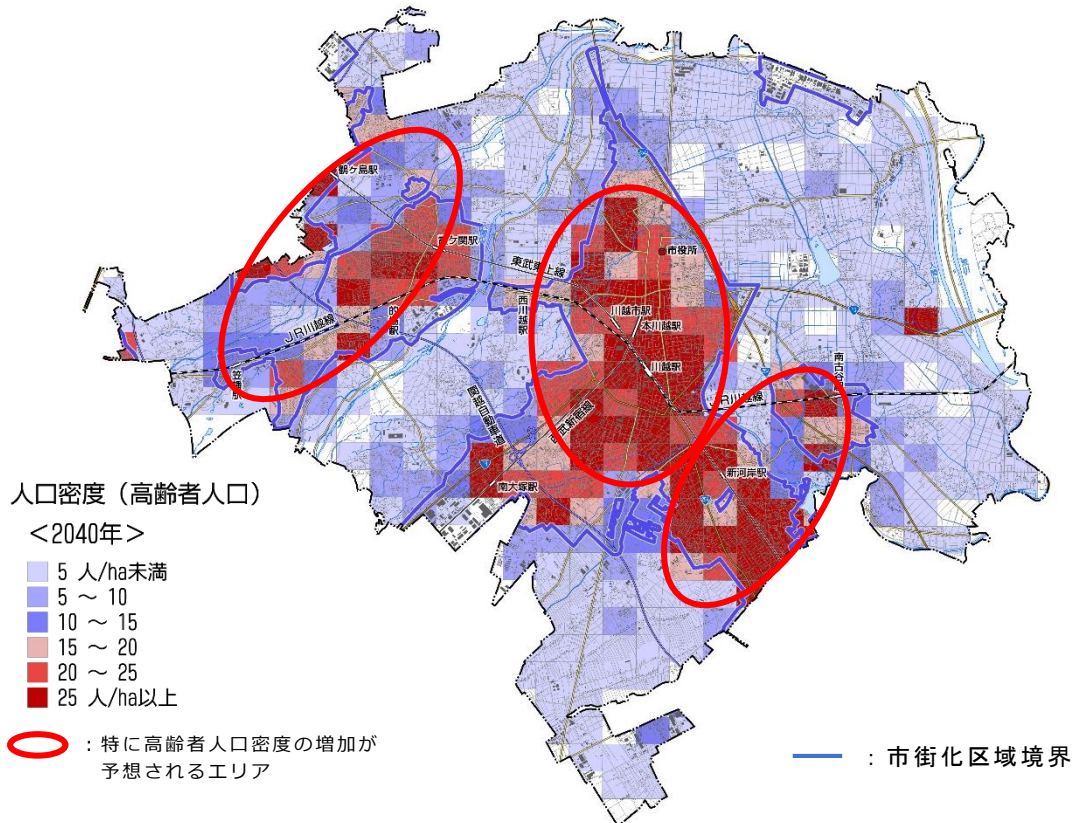 鶴ケ島駅
霞ケ関駅
市役所
東武東上線
川越市駅
本川越駅
西川越駅
的場駅
JR川越線
川越駅
笠幡駅
南古谷駅
JR川越線
関越自動車道
西武新宿線
新河岸駅
南大塚駅
人口密度（高齢者人口）
＜2040年＞
5 人/ha未満
5 ～ 10
10 ～ 15
15 ～ 20
20 ～ 25
25 人/ha以上
：特に高齢者人口密度の増加が
予想されるエリア
：市街化区域境界